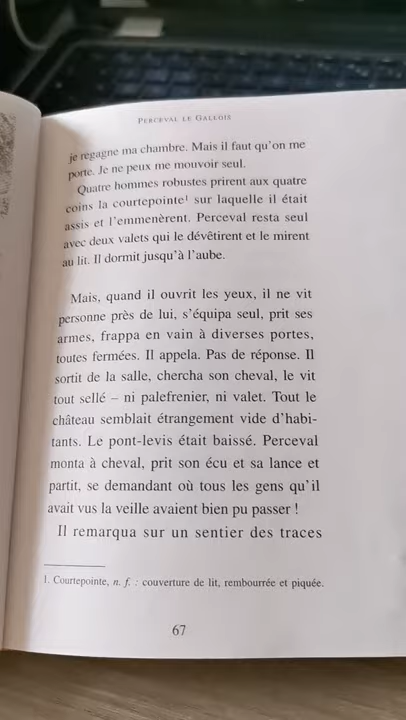 PERCEVAL LE GALLOIS
je regagne ma chambre. Mais il faut qu'on me
porte. Je ne peux me mouvoir seul.
Quatre hommes robustes prirent aux quatre
coins la courtepointe¹ sur laquelle il était
assis et l'emmenèrent. Perceval resta seul
avec deux valets qui le dévêtirent et le mirent
au lit. Il dormit jusqu'à l'aube.
Mais, quand il ouvrit les yeux, il ne vit
personne près de lui, s'équipa seul, prit ses
armes, frappa en vain à diverses portes,
toutes fermées. Il appela. Pas de réponse. Il
sortit de la salle, chercha son cheval, le vit
tout sellé – ni palefrenier, ni valet. Tout le
château semblait étrangement vide d'habi-
tants. Le pont-levis était baissé. Perceval
monta à cheval, prit son écu et sa lance et
partit, se demandant où tous les gens qu'il
avait vus la veille avaient bien pu passer !
Il remarqua sur un sentier des traces
1. Courtepointe, n. f. : couverture de lit, rembourrée et piquée.
67